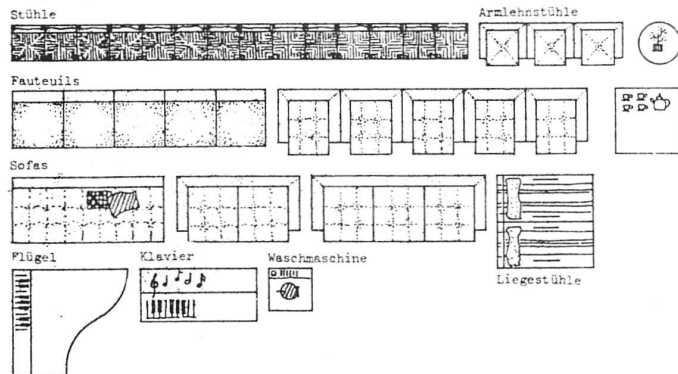 Stühle
Armlehnstühle
Fauteuils
Sofas
Flügel
Klavier
Waschmaschine
Liegestühle